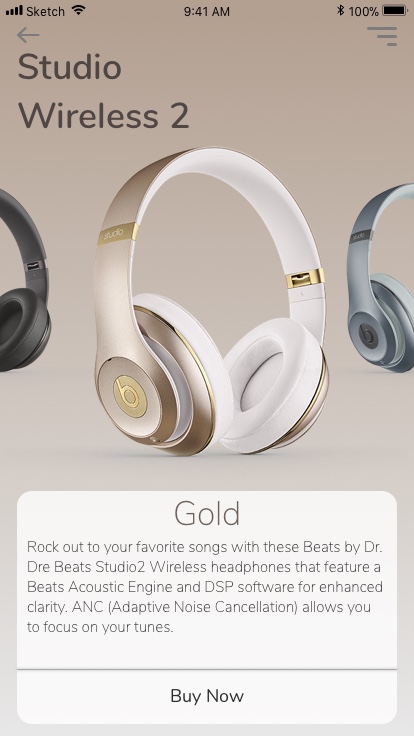 Sketch 9:41 AM 100%
Studio
Wireless 2
studio
b
Gold
Rock out to your favorite songs with these Beats by Dr.
Dre Beats Studio2 Wireless headphones that feature a
Beats Acoustic Engine and DSP software for enhanced
clarity. ANC (Adaptive Noise Cancellation) allows you
to focus on your tunes.
Buy Now